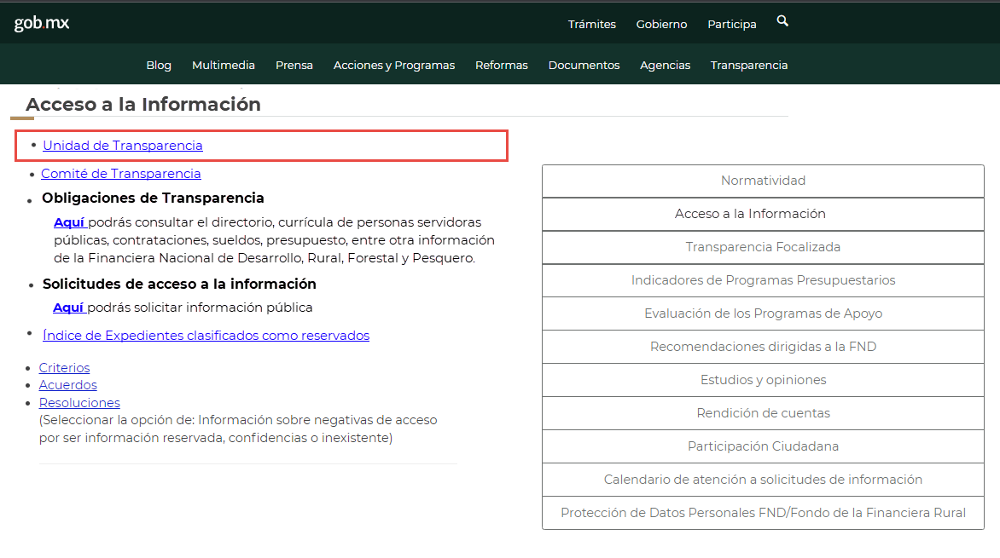 gob.mx
Trámites Gobierno Participa
Blog Multimedia Prensa Acciones y Programas Reformas Documentos Agencias Transparencia
Acceso a la Información
• Unidad de Transparencia
• Comité de Transparencia
• Obligaciones de Transparencia
Aquí podrás consultar el directorio, currícula de personas servidoras
públicas, contrataciones, sueldos, presupuesto, entre otra información
de la Financiera Nacional de Desarrollo, Rural, Forestal y Pesquero.
• Solicitudes de acceso a la información
Aquí podrás solicitar información pública
• Índice de Expedientes clasificados como reservados
• Criterios
• Acuerdos
• Resoluciones
(Seleccionar la opción de: Información sobre negativas de acceso
por ser información reservada, confidencias o inexistente)
Normatividad
Acceso a la Información
Transparencia Focalizada
Indicadores de Programas Presupuestarios
Evaluación de los Programas de Apoyo
Recomendaciones dirigidas a la FND
Estudios y opiniones
Rendición de cuentas
Participación Ciudadana
Calendario de atención a solicitudes de información
Protección de Datos Personales FND/Fondo de la Financiera Rural